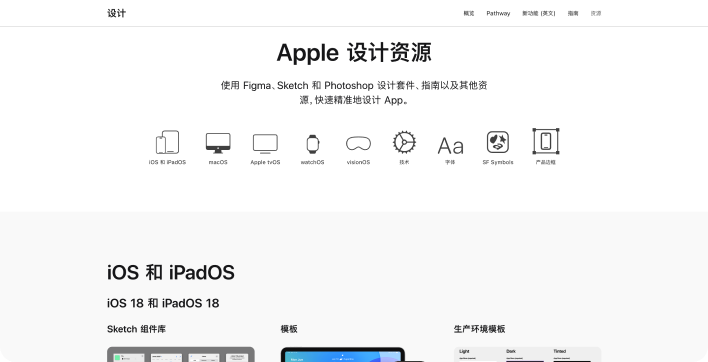 设计
概览 Pathway 新功能 (英文) 指南 资源
Apple 设计资源
使用 Figma、Sketch 和 Photoshop 设计套件、指南以及其他资
源，快速精准地设计 App。
iOS 和 iPadOS macOS Apple tvOS watchOS visionOS 技术 字体 SF Symbols 产品边框
Aa
iOS 和 iPadOS
iOS 18 和 iPadOS 18
Sketch 组件库 模板 生产环境模板
Light Dark Tinted